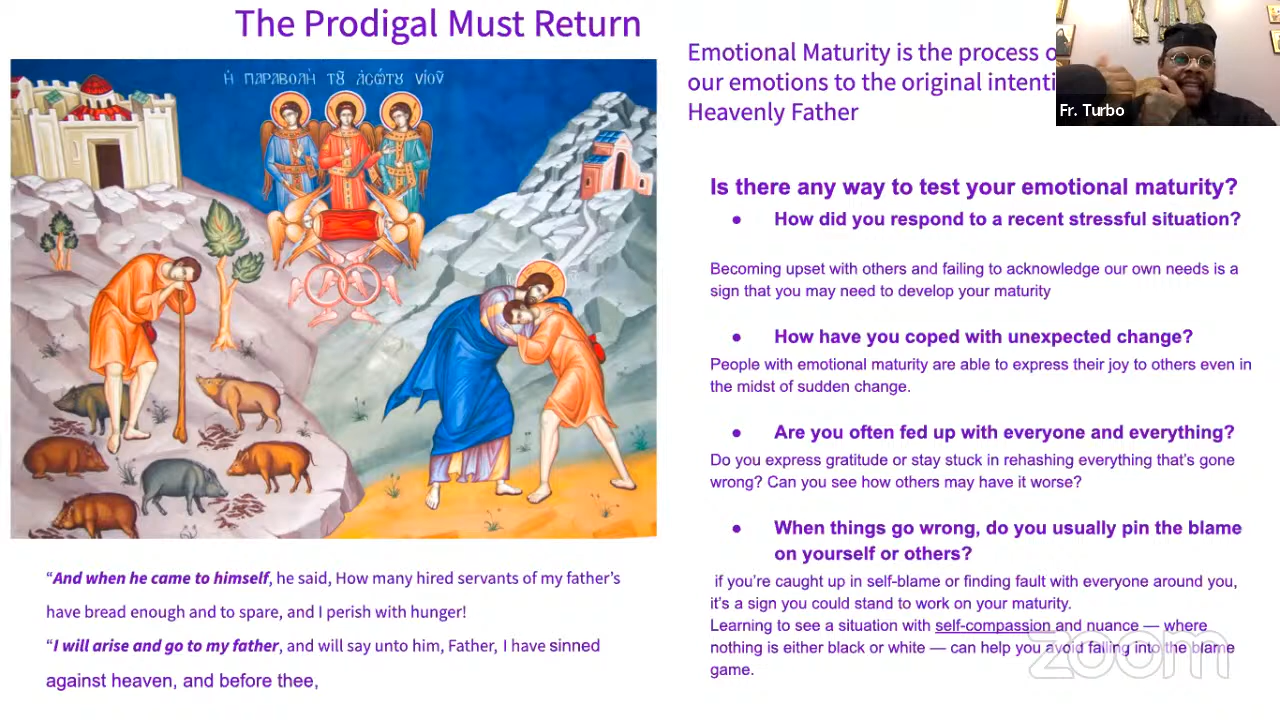 The Prodigal Must Return
Η ΠΑΡΑΒΟΛΗ ΤȢ ΑСΩΤȢ ΥΙΟῦ
“And when he came to himself, he said, How many hired servants of my father’s
have bread enough and to spare, and I perish with hunger!
“I will arise and go to my father, and will say unto him, Father, I have sinned
against heaven, and before thee,
Emotional Maturity is the process
our emotions to the original
Heavenly Father
Fr. Turbo
Is there any way to test your emotional maturity?
● How did you respond to a recent stressful situation?
Becoming upset with others and failing to acknowledge our own needs is a
sign that you may need to develop your maturity
● How have you coped with unexpected change?
People with emotional maturity are able to express their joy to others even in
the midst of sudden change.
● Are you often fed up with everyone and everything?
Do you express gratitude or stay stuck in rehashing everything that’s gone
wrong? Can you see how others may have it worse?
● When things go wrong, do you usually pin the blame
on yourself or others?
if you’re caught up in self-blame or finding fault with everyone around you,
it’s a sign you could stand to work on your maturity.
Learning to see a situation with self-compassion and nuance — where
nothing is either black or white — can help you avoid falling into the blame
game.
zoom